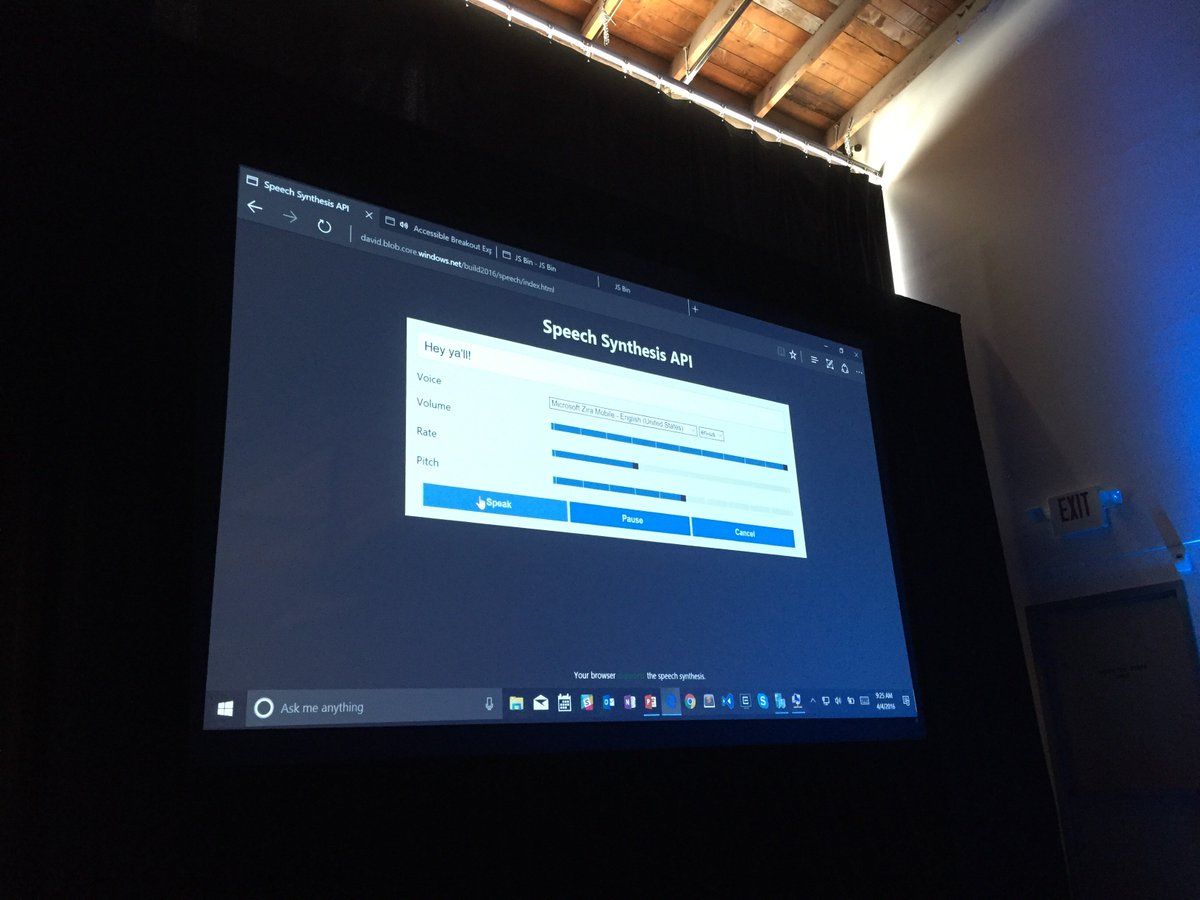 Speech Synthesis API
Accessible Breakout Exp
JS Bin - JS Bin
JS Bin
david.blob.core.windows.net/build2016/speech/index.html
Speech Synthesis API
Hey ya'll!
Voice
Microsoft Zira Mobile - English (United States)
en-us
Volume
Rate
Pitch
Speak
Pause
Cancel
Your browser supports the speech synthesis.
Ask me anything
9:25 AM
4/4/2016
EXIT